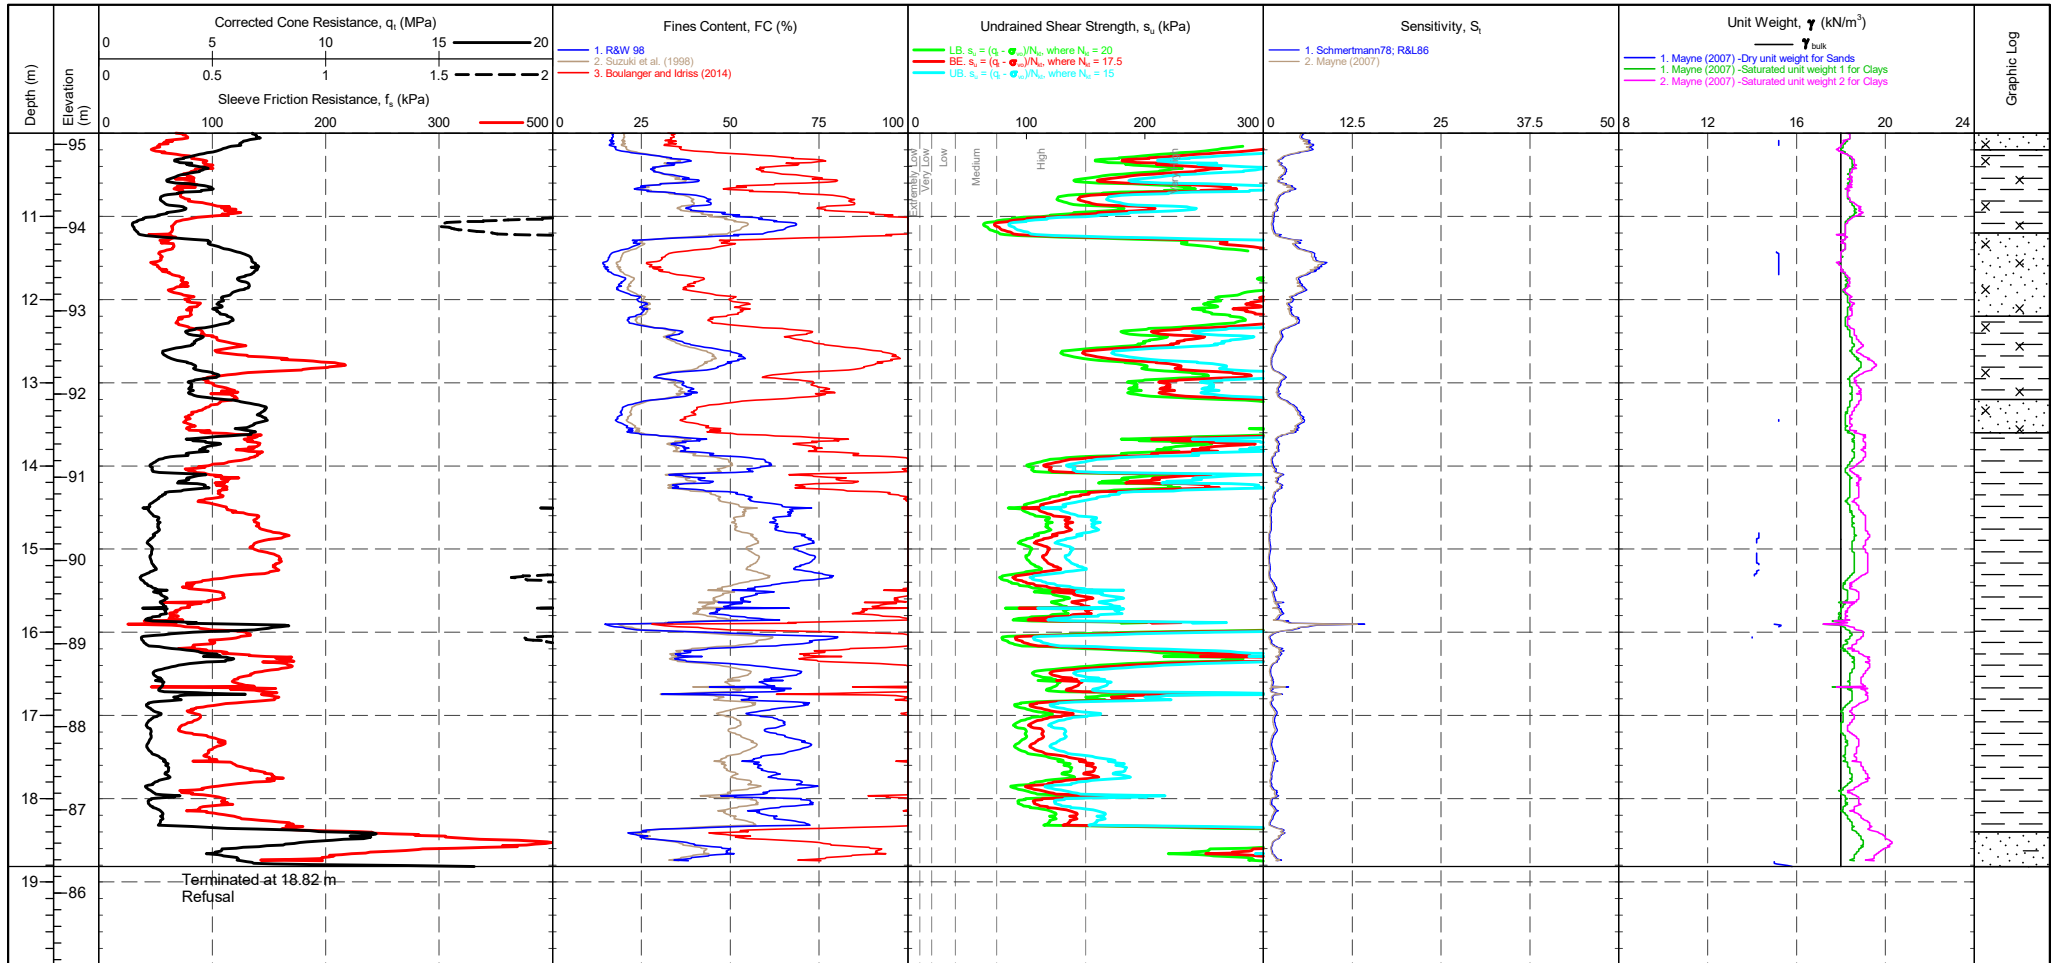 Depth (m)
Elevation (m)
Corrected Cone Resistance, qt (MPa)
0 5 10 15 20
0 0.5 1 1.5 2
Sleeve Friction Resistance, fs (kPa)
0 100 200 300 500
Fines Content, FC (%)
1. R&W 98
2. Suzuki et al. (1998)
3. Boulanger and Idriss (2014)
0 25 50 75 100
Undrained Shear Strength, su (kPa)
LB. su = (qt - σvo)/Nkt, where Nkt = 20
BE. su = (qt - σvo)/Nkt, where Nkt = 17.5
UB. su = (qt - σvo)/Nkt, where Nkt = 15
0 100 200 300
Extremely Low
Very Low
Low
Medium
High
Sensitivity, St
1. Schmertmann78; R&L86
2. Mayne (2007)
0 12.5 25 37.5 50
Unit Weight, γ (kN/m³)
γbulk
1. Mayne (2007) -Dry unit weight for Sands
1. Mayne (2007) -Saturated unit weight 1 for Clays
2. Mayne (2007) -Saturated unit weight 2 for Clays
8 12 16 20 24
Graphic Log
95
11
94
12
93
13
92
14
91
15
90
16
89
17
88
18
87
19
86
Terminated at 18.82 m
Refusal